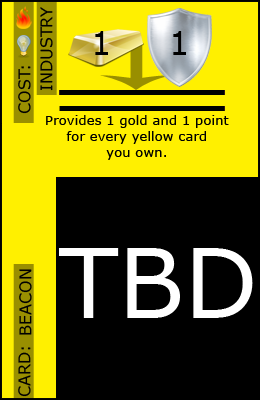 COST:
INDUSTRY
1
1
Provides 1 gold and 1 point
for every yellow card
you own.
TBD
CARD: BEACON